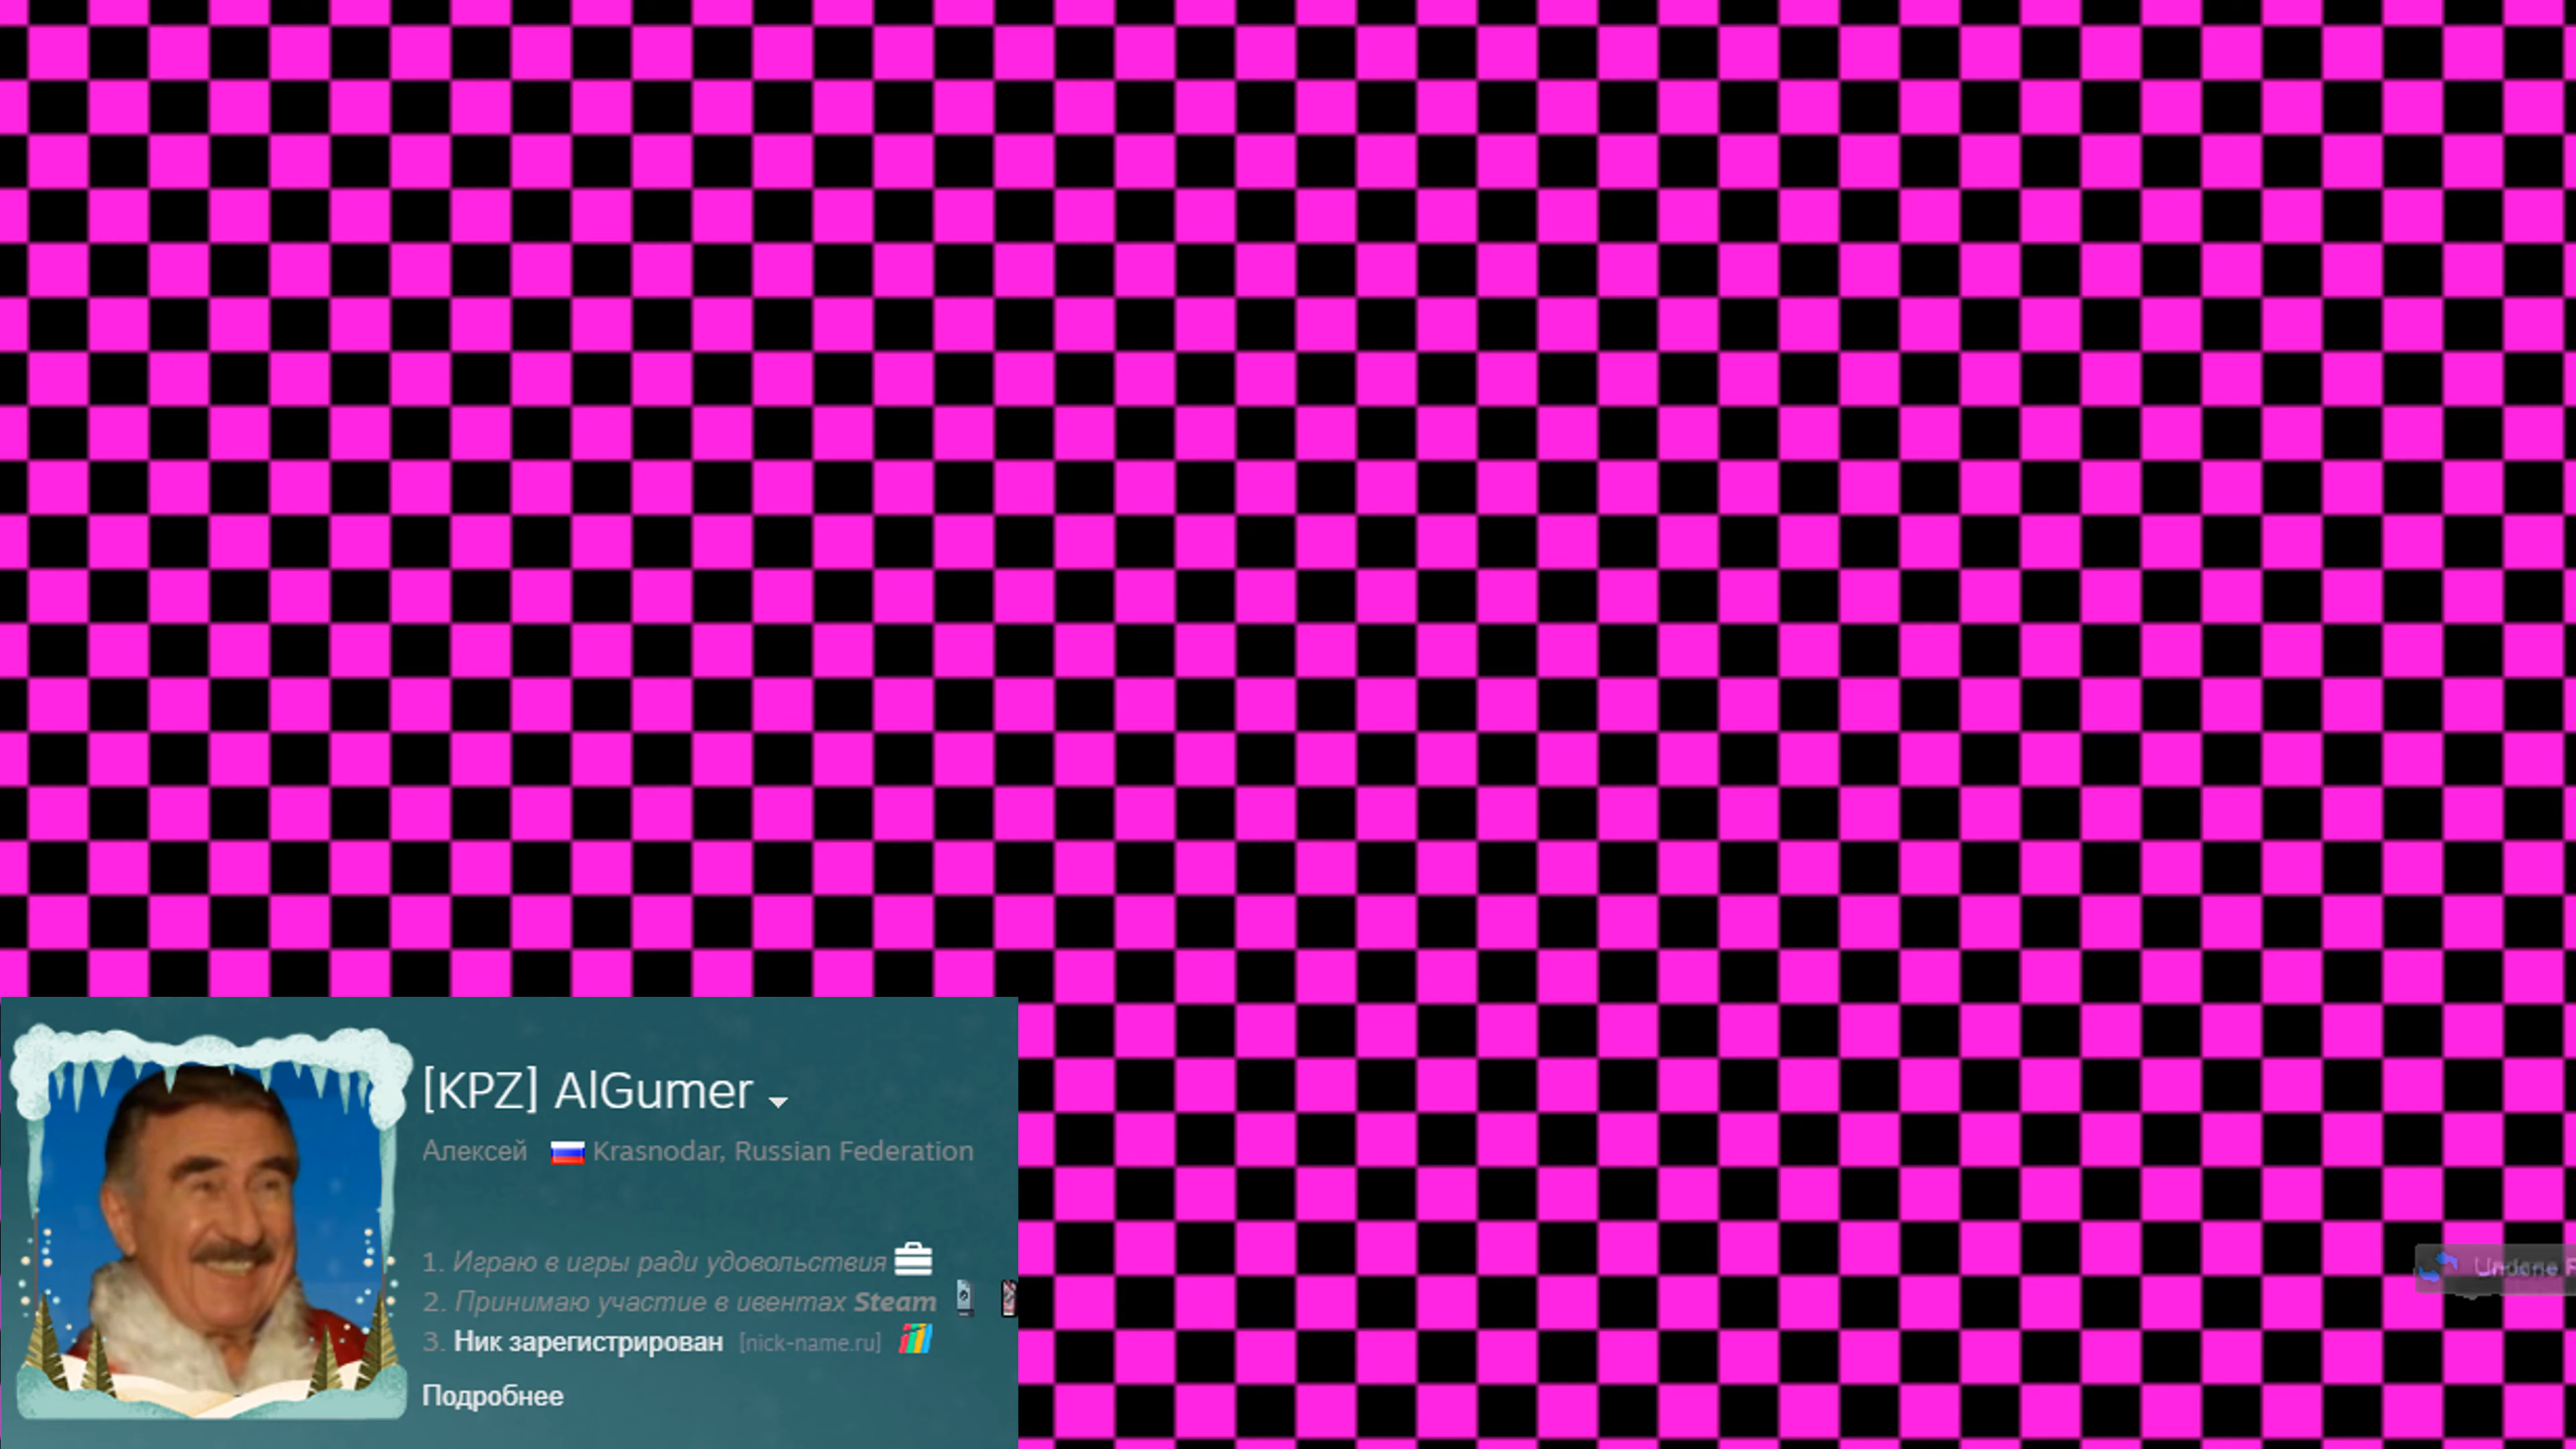 [KPZ] AlGumer
Алексей Krasnodar, Russian Federation
1. Играю в игры ради удовольствия
2. Принимаю участие в ивентах Steam
3. Ник зарегистрирован [nick-name.ru]
Подробнее